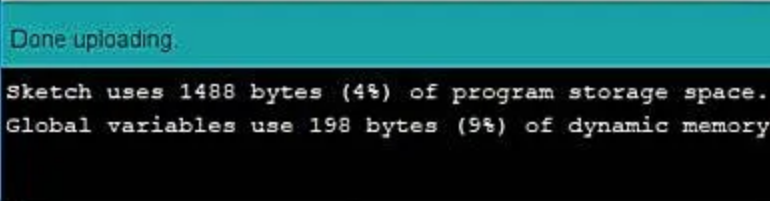 Done uploading.
Sketch uses 1488 bytes (4%) of program storage space.
Global variables use 198 bytes (9%) of dynamic memory